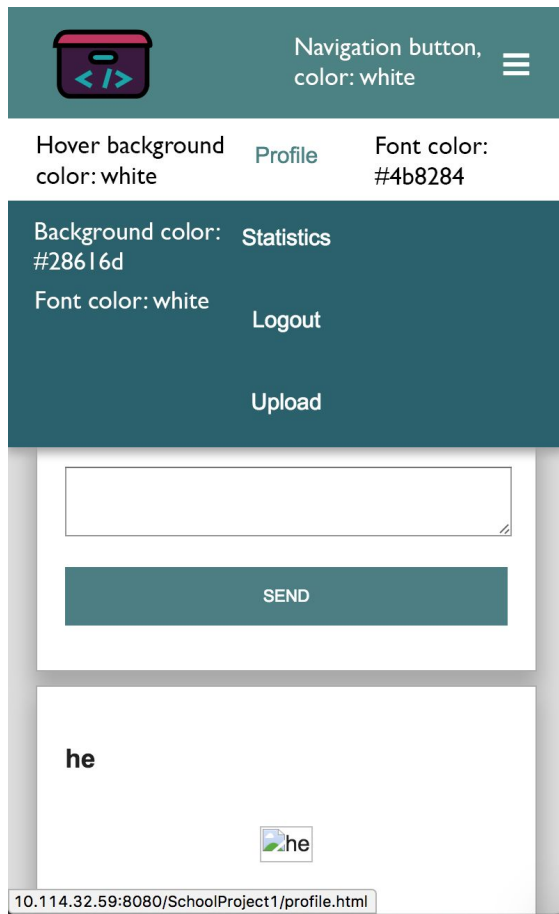 </>
Navigation button,
color: white
Hover background
color: white
Profile
Font color:
#4b8284
Background color:
#28616d
Statistics
Font color: white
Logout
Upload
SEND
he
he
10.114.32.59:8080/SchoolProject1/profile.html